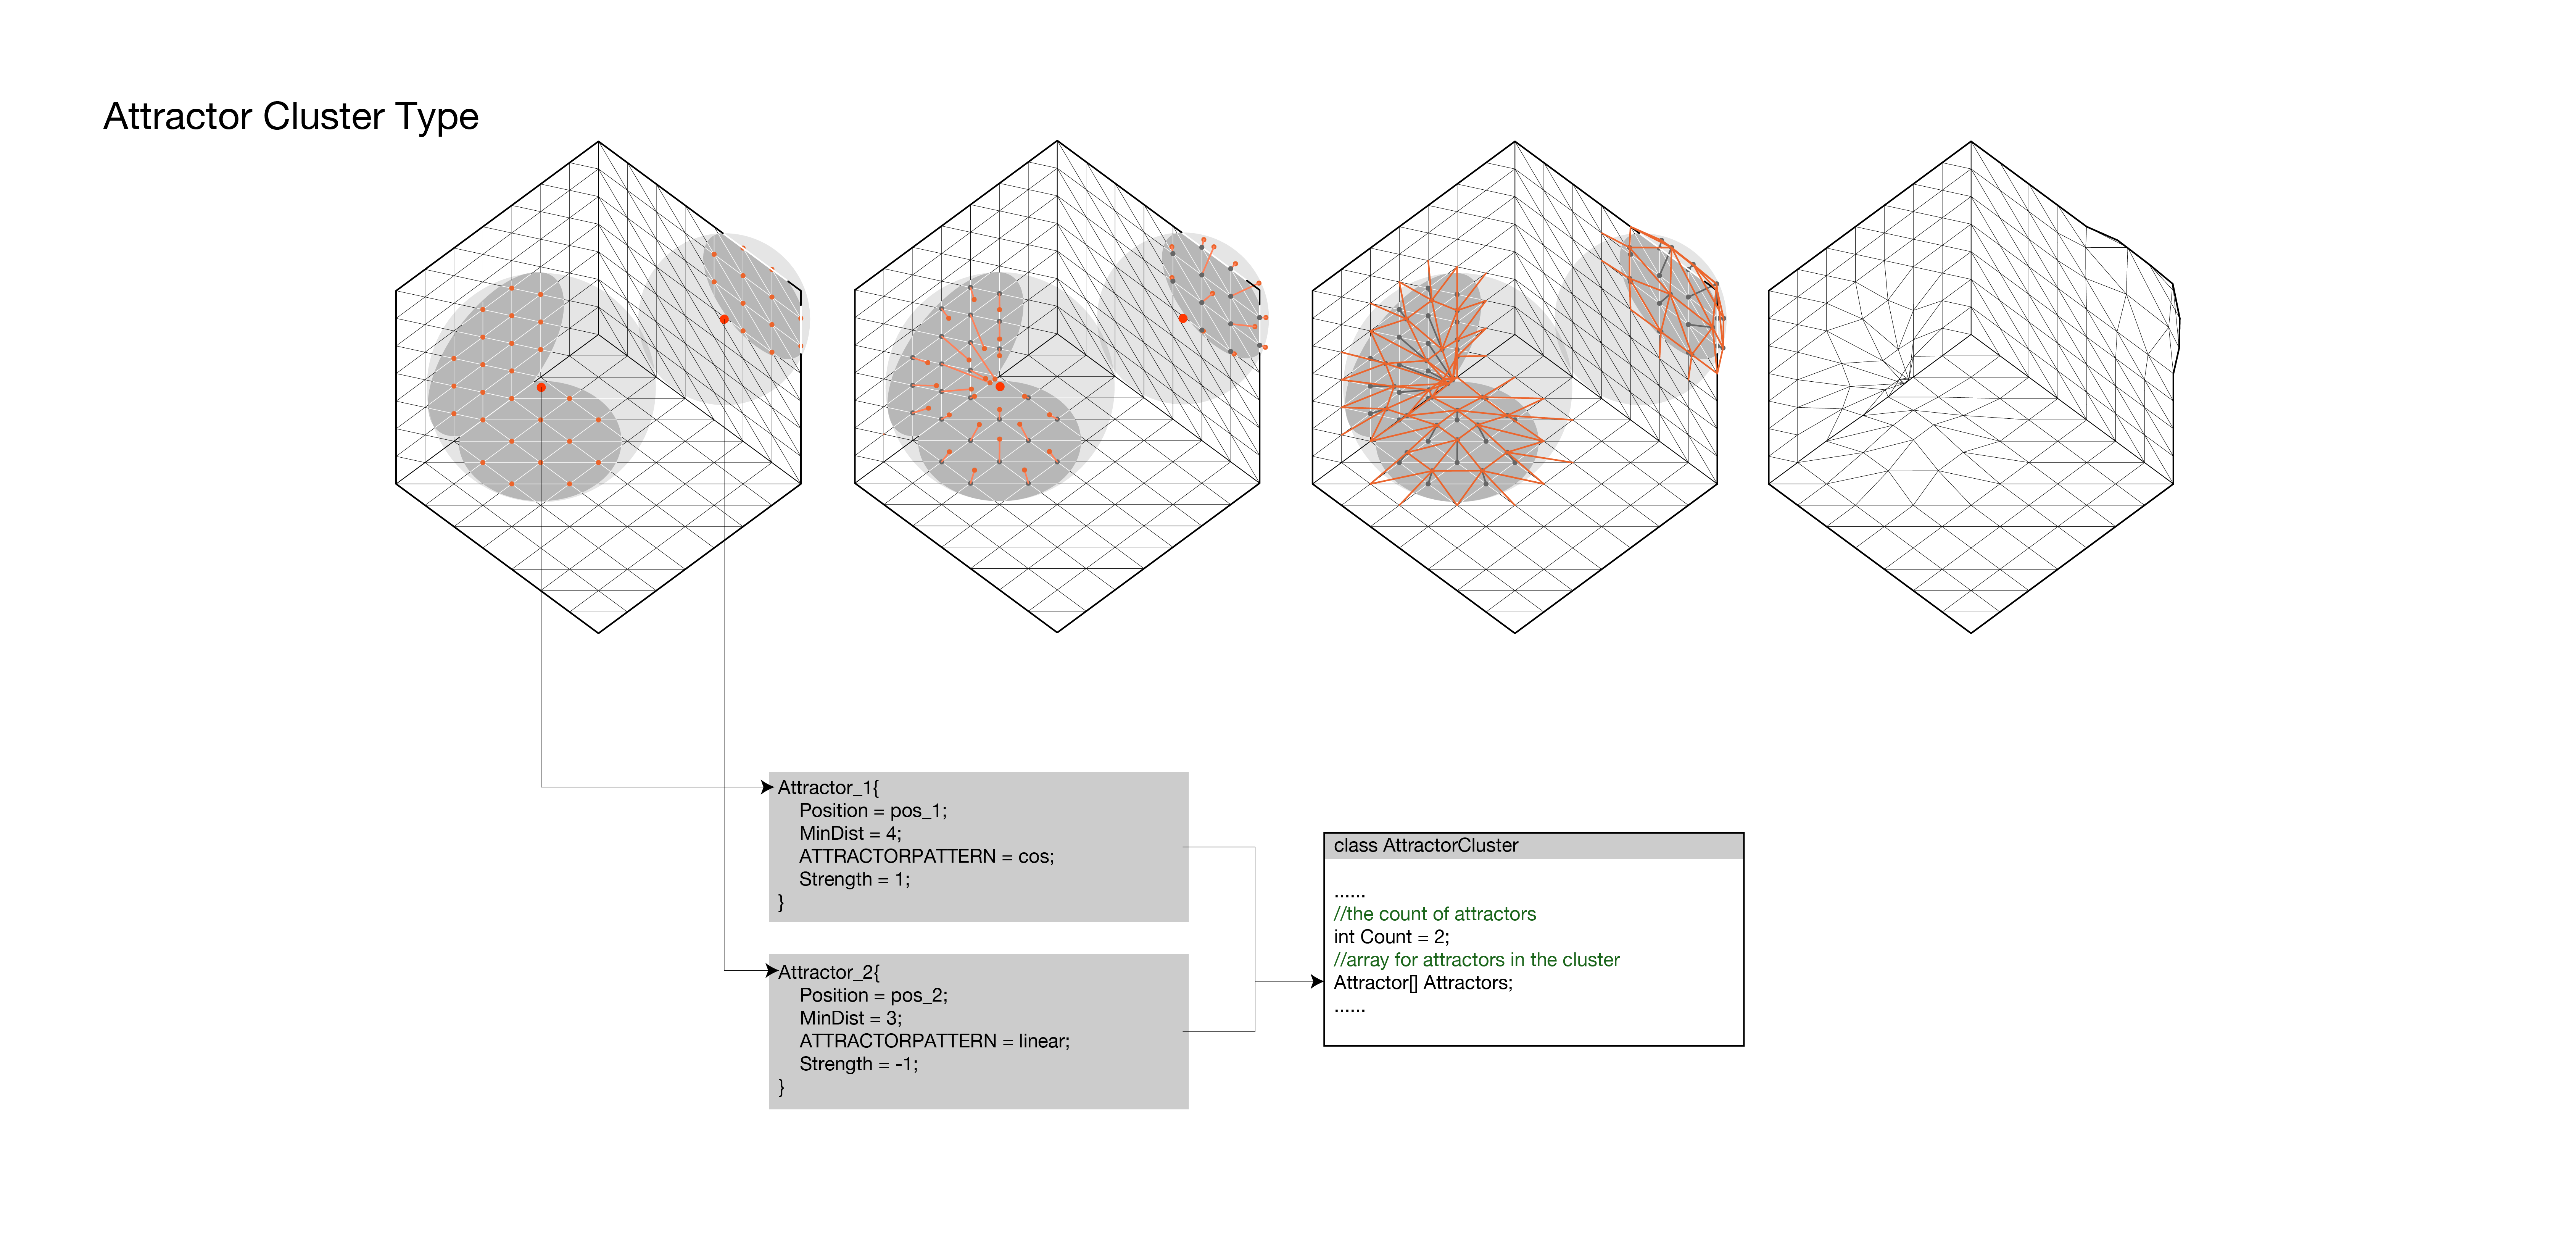 Attractor Cluster Type
Attractor_1{
Position = pos_1;
MinDist = 4;
ATTRACTORPATTERN = cos;
Strength = 1;
}
Attractor_2{
Position = pos_2;
MinDist = 3;
ATTRACTORPATTERN = linear;
Strength = -1;
}
class AttractorCluster
......
//the count of attractors
int Count = 2;
//array for attractors in the cluster
Attractor[] Attractors;
......